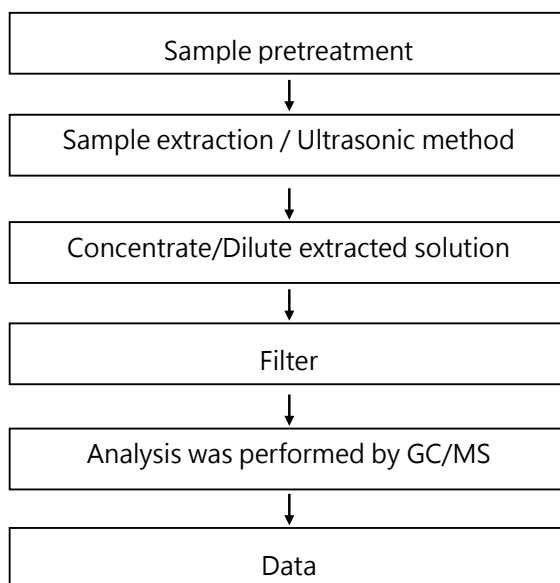 Sample pretreatment
Sample extraction / Ultrasonic method
Concentrate/Dilute extracted solution
Filter
Analysis was performed by GC/MS
Data